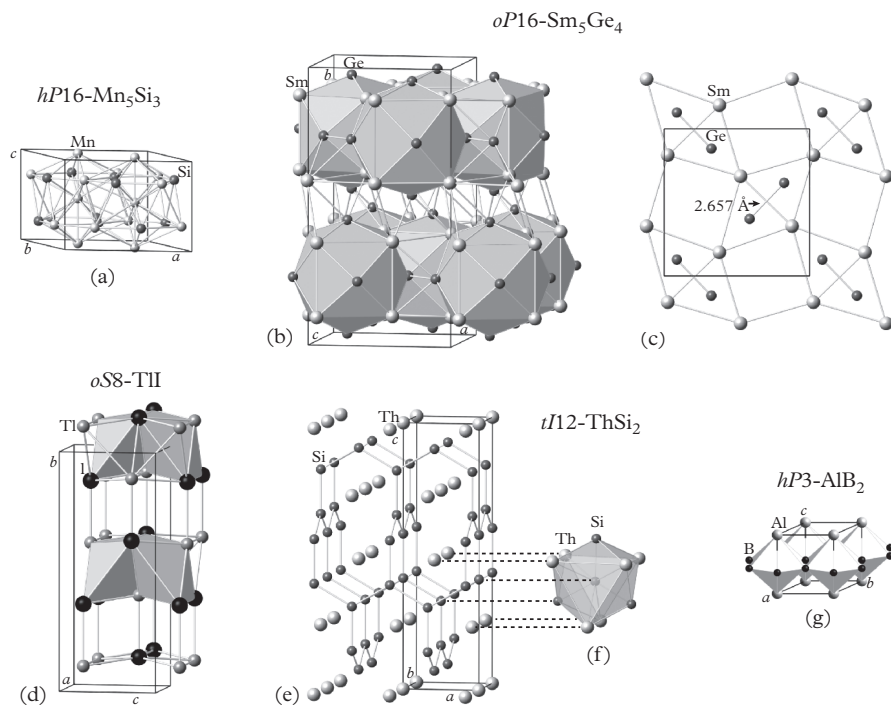 oP16-Sm₅Ge₄
hP16-Mn₅Si₃
Mn
Si
c
b
a
(a)
Ge
b
Sm
c
a
(b)
Sm
Ge
2.657 Å
(c)
oS8-TlI
Tl
b
I
a
c
(d)
tI12-ThSi₂
Th
c
Si
b
a
(e)
Si
Th
(f)
hP3-AlB₂
c
Al
B
a
b
(g)